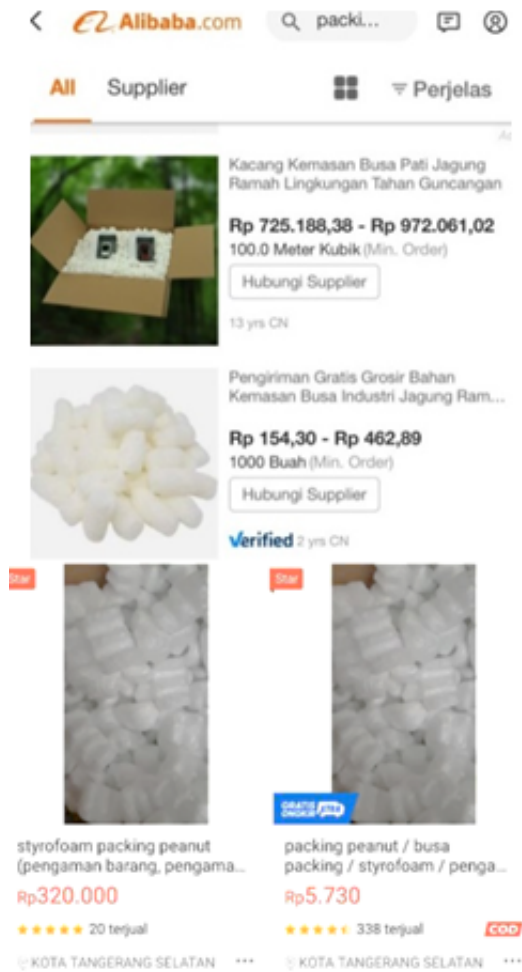 Alibaba.com
packi...
All Supplier
Perjelas
Ad
Kacang Kemasan Busa Pati Jagung
Ramah Lingkungan Tahan Guncangan
Rp 725.188,38 - Rp 972.061,02
100.0 Meter Kubik (Min. Order)
Hubungi Supplier
13 yrs CN
Pengiriman Gratis Grosir Bahan
Kemasan Busa Industri Jagung Ram...
Rp 154,30 - Rp 462,89
1000 Buah (Min. Order)
Hubungi Supplier
Verified 2 yrs CN
Star
Star
GRATIS
ONGKIR XTRA
styrofoam packing peanut
(pengaman barang, pengama...
Rp320.000
20 terjual
KOTA TANGERANG SELATAN
packing peanut / busa
packing / styrofoam / penga...
Rp5.730
338 terjual
COD
KOTA TANGERANG SELATAN